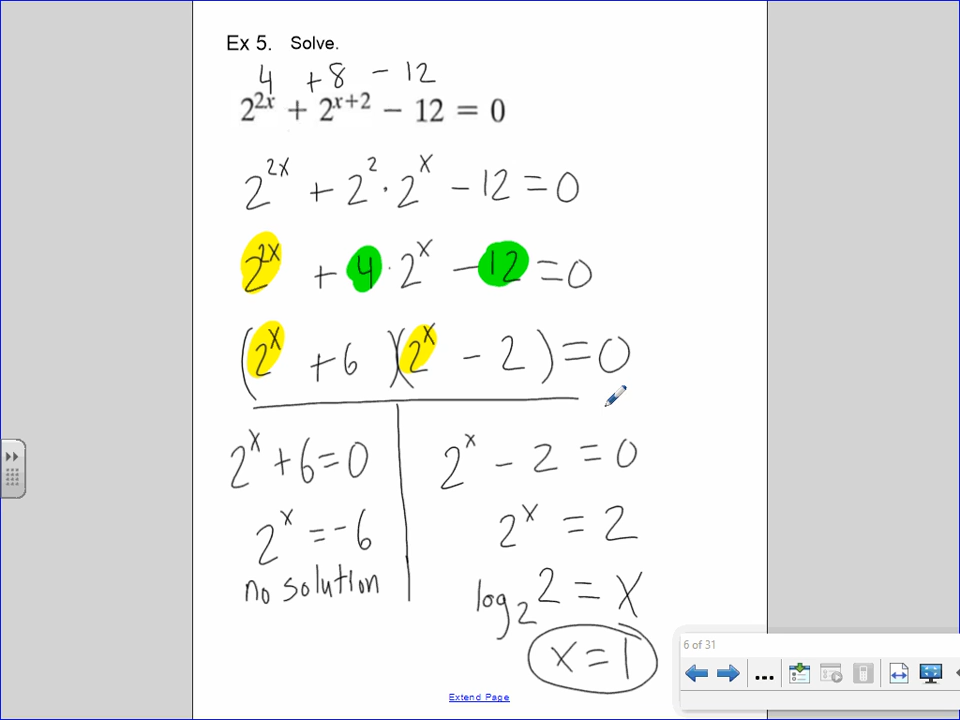 Ex 5. Solve.
4 + 8 - 12
2^{2x} + 2^{x+2} − 12 = 0
2^{2x} + 2^2 · 2^x - 12 = 0
2^{2x} + 4 · 2^x - 12 = 0
(2^x + 6)(2^x - 2) = 0
2^x + 6 = 0
2^x = -6
no solution
2^x - 2 = 0
2^x = 2
log_2 2 = x
x = 1
6 of 31
Extend Page